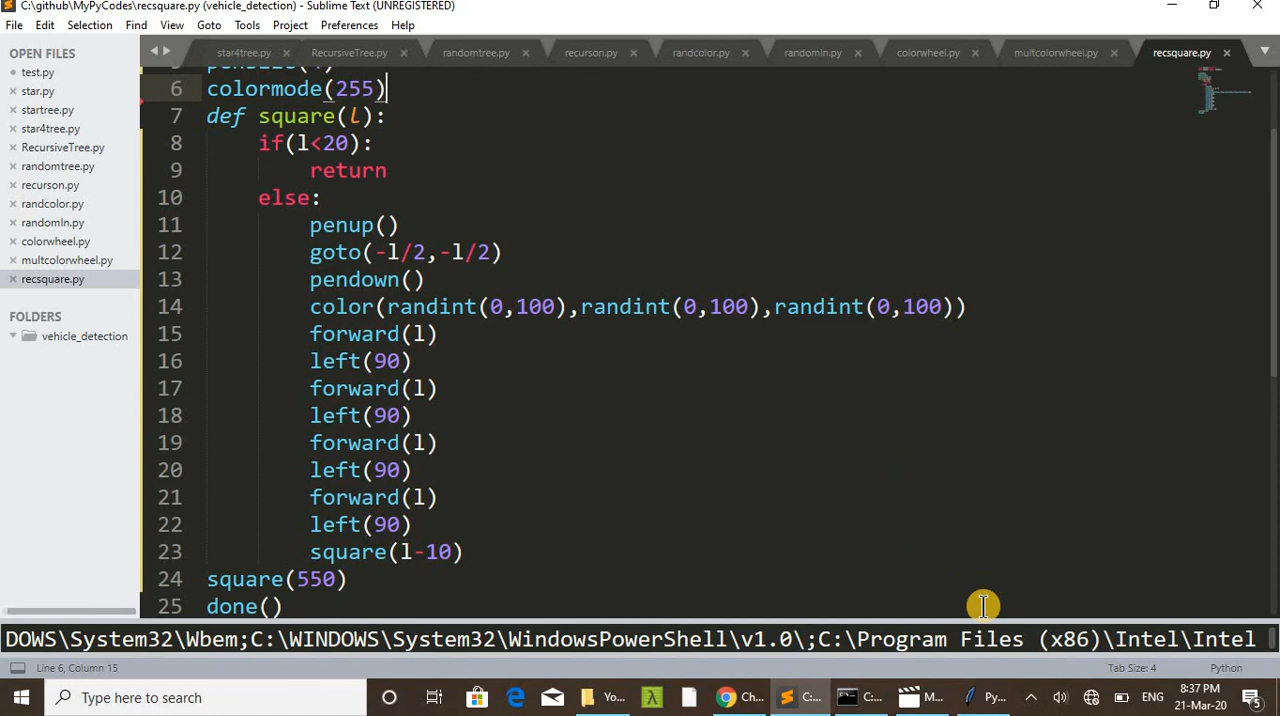 C:\github\MyPyCodes\recsquare.py (vehicle_detection) - Sublime Text (UNREGISTERED)
File Edit Selection Find View Goto Tools Project Preferences Help
OPEN FILES
test.py
star.py
startree.py
star4tree.py
RecursiveTree.py
randomtree.py
recurson.py
randcolor.py
randomIn.py
colorwheel.py
multcolorwheel.py
recsquare.py
FOLDERS
vehicle_detection
star4tree.py RecursiveTree.py randomtree.py recurson.py randcolor.py randomIn.py colorwheel.py multcolorwheel.py recsquare.py
6 colormode(255)
7 def square(l):
8 if(l<20):
9 return
10 else:
11 penup()
12 goto(-l/2,-l/2)
13 pendown()
14 color(randint(0,100),randint(0,100),randint(0,100))
15 forward(l)
16 left(90)
17 forward(l)
18 left(90)
19 forward(l)
20 left(90)
21 forward(l)
22 left(90)
23 square(l-10)
24 square(550)
25 done()
DOWS\System32\Wbem;C:\WINDOWS\System32\WindowsPowerShell\v1.0\;C:\Program Files (x86)\Intel\Intel
Line 6, Column 15
Tab Size: 4 Python
Type here to search
Yo... Ch... C:... C:... M... Py...
ENG
8:37 PM
21-Mar-20
5